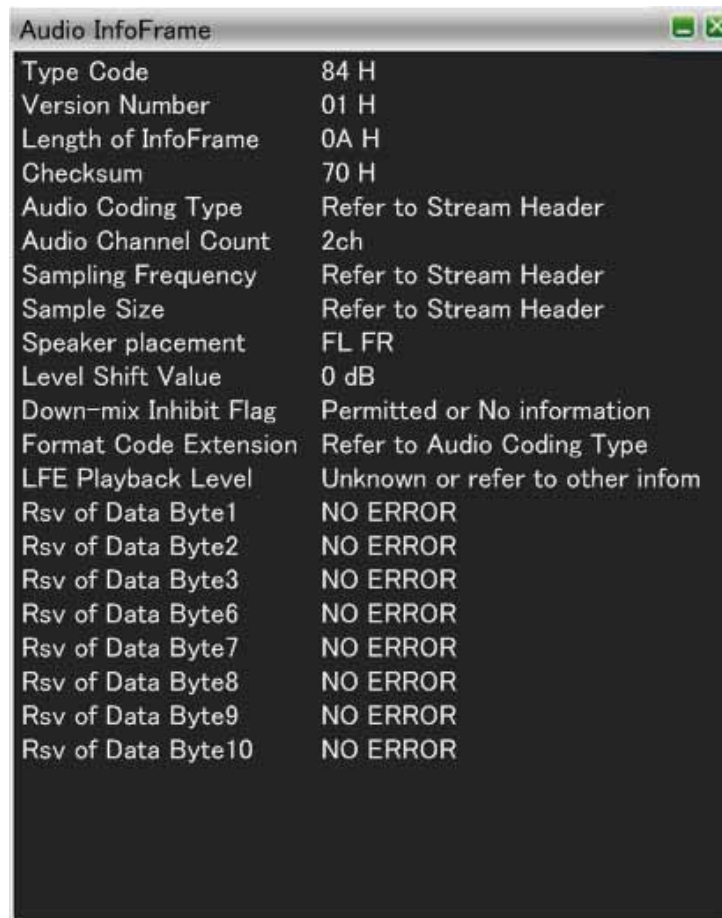 Audio InfoFrame
Type Code 84 H
Version Number 01 H
Length of InfoFrame 0A H
Checksum 70 H
Audio Coding Type Refer to Stream Header
Audio Channel Count 2ch
Sampling Frequency Refer to Stream Header
Sample Size Refer to Stream Header
Speaker placement FL FR
Level Shift Value 0 dB
Down-mix Inhibit Flag Permitted or No information
Format Code Extension Refer to Audio Coding Type
LFE Playback Level Unknown or refer to other infom
Rsv of Data Byte1 NO ERROR
Rsv of Data Byte2 NO ERROR
Rsv of Data Byte3 NO ERROR
Rsv of Data Byte6 NO ERROR
Rsv of Data Byte7 NO ERROR
Rsv of Data Byte8 NO ERROR
Rsv of Data Byte9 NO ERROR
Rsv of Data Byte10 NO ERROR